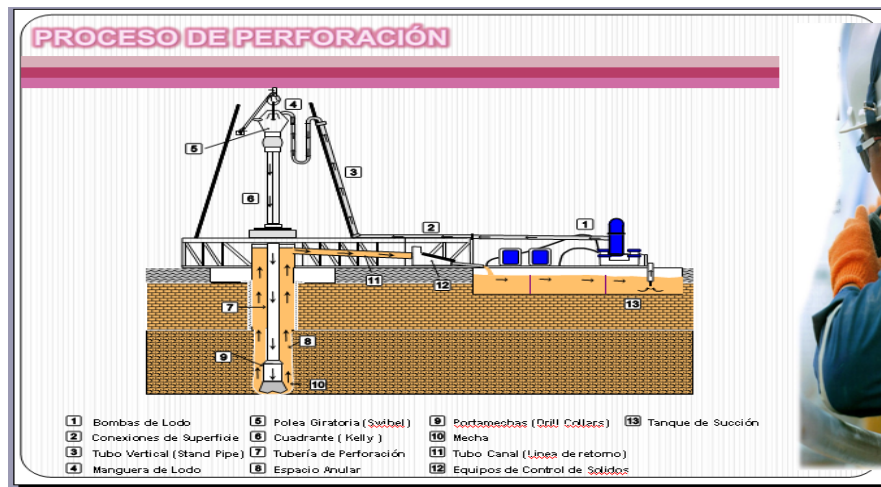 PROCESO DE PERFORACIÓN
4
5
3
6
2
1
11
12
13
7
8
9
10
1 Bombas de Lodo
2 Conexiones de Superficie
3 Tubo Vertical (Stand Pipe)
4 Manguera de Lodo
5 Polea Giratoria (Swibel)
6 Cuadrante ( Kelly )
7 Tubería de Perforación
8 Espacio Anular
9 Portamechas (Drill Collars)
10 Mecha
11 Tubo Canal (Linea de retorno)
12 Equipos de Control de Solidos
13 Tanque de Succión